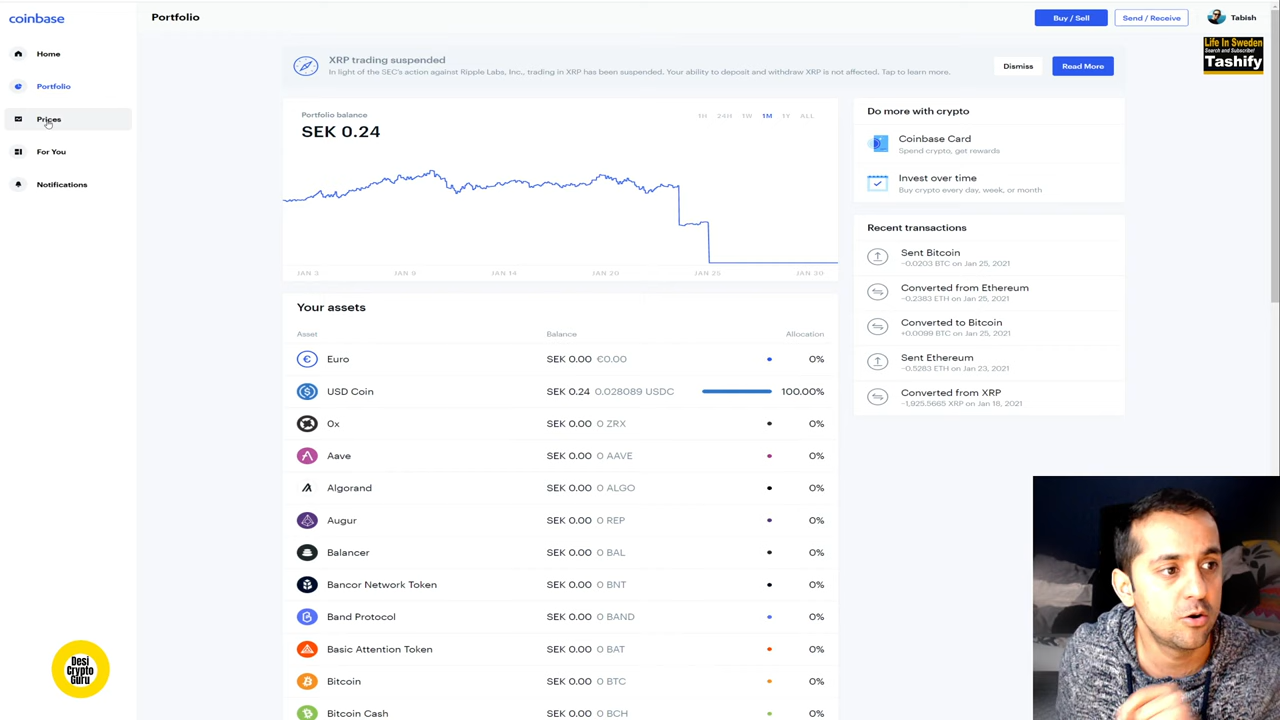 coinbase
Portfolio
Buy / Sell
Send / Receive
Tabish
Home
Portfolio
Prices
For You
Notifications
XRP trading suspended
In light of the SEC's action against Ripple Labs, Inc., trading in XRP has been suspended. Your ability to deposit and withdraw XRP is not affected. Tap to learn more.
Dismiss
Read More
Life In Sweden
Search and Subscribe!
Tashify
Portfolio balance
SEK 0.24
1H 24H 1W 1M 1Y ALL
JAN 3 JAN 9 JAN 14 JAN 20 JAN 25 JAN 30
Do more with crypto
Coinbase Card
Spend crypto, get rewards
Invest over time
Buy crypto every day, week, or month
Recent transactions
Sent Bitcoin
−0.0203 BTC on Jan 25, 2021
Converted from Ethereum
−0.2383 ETH on Jan 25, 2021
Converted to Bitcoin
+0.0099 BTC on Jan 25, 2021
Sent Ethereum
−0.5283 ETH on Jan 23, 2021
Converted from XRP
−1,925.5665 XRP on Jan 18, 2021
Your assets
Asset Balance Allocation
Euro SEK 0.00 €0.00 0%
USD Coin SEK 0.24 0.028089 USDC 100.00%
0x SEK 0.00 0 ZRX 0%
Aave SEK 0.00 0 AAVE 0%
Algorand SEK 0.00 0 ALGO 0%
Augur SEK 0.00 0 REP 0%
Balancer SEK 0.00 0 BAL 0%
Bancor Network Token SEK 0.00 0 BNT 0%
Band Protocol SEK 0.00 0 BAND 0%
Basic Attention Token SEK 0.00 0 BAT 0%
Bitcoin SEK 0.00 0 BTC 0%
Bitcoin Cash SEK 0.00 0 BCH 0%
Desi
Crypto
Guru